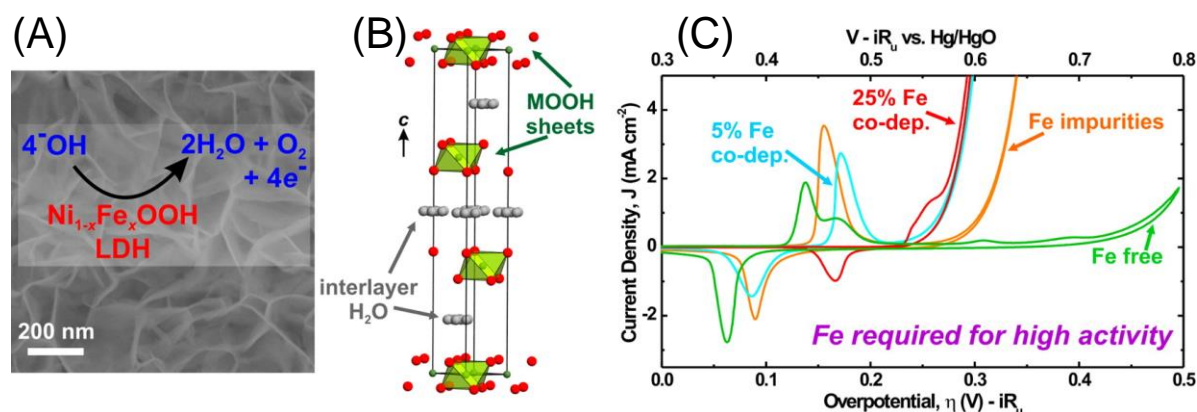 (A)
4⁻OH
2H₂O + O₂
+ 4e⁻
Ni₁₋ₓFeₓOOH
LDH
200 nm
(B)
c
MOOH
sheets
interlayer
H₂O
(C)
V - iRᵤ vs. Hg/HgO
0.3 0.4 0.5 0.6 0.7 0.8
Current Density, J (mA cm⁻²)
4
2
0
-2
25% Fe
co-dep.
5% Fe
co-dep.
Fe impurities
Fe free
Fe required for high activity
0.0 0.1 0.2 0.3 0.4 0.5
Overpotential, η (V) - iRᵤ